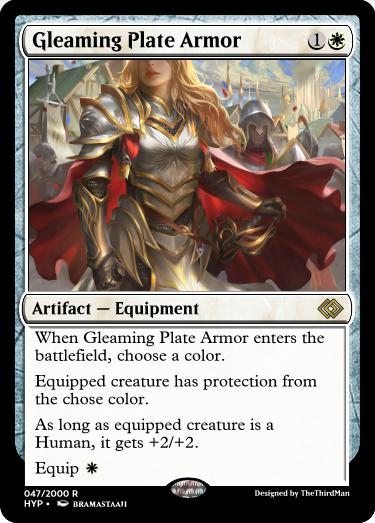 Gleaming Plate Armor 1
Artifact — Equipment
When Gleaming Plate Armor enters the
battlefield, choose a color.
Equipped creature has protection from
the chose color.
As long as equipped creature is a
Human, it gets +2/+2.
Equip
047/2000 R
HYP • BRAMASTAAJI
Designed by TheThirdMan